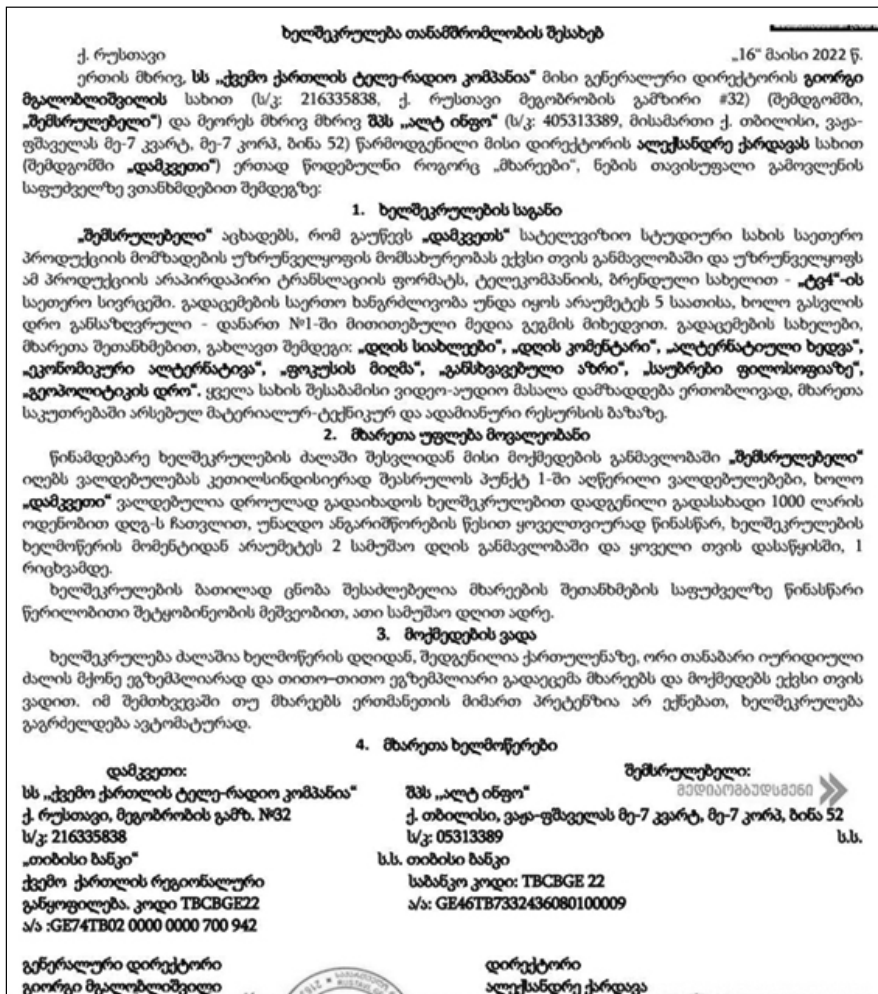 ხელშეკრულება თანამშრომლობის შესახებ
ქ. რუსთავი „16“ მაისი 2022 წ.
ერთის მხრივ, სს „ქვემო ქართლის ტელე-რადიო კომპანია“ მისი გენერალური დირექტორის გიორგი
მგალობლიშვილის სახით (ს/კ: 216335838, ქ. რუსთავი მეგობრობის გამზირი #32) (შემდგომში,
„შემსრულებელი“) და მეორეს მხრივ მხრივ შპს „ალტ ინფო“ (ს/კ: 405313389, მისამართი ქ. თბილისი, ვაჟა-
ფშაველას მე-7 კვარტ, მე-7 კორპ, ბინა 52) წარმოდგენილი მისი დირექტორის ალექსანდრე ქარდავას სახით
(შემდგომში „დამკვეთი“) ერთად წოდებულნი როგორც „მხარეები“, ნების თავისუფალი გამოვლენის
საფუძველზე ვთანხმდებით შემდეგზე:
1. ხელშეკრულების საგანი
„შემსრულებელი“ აცხადებს, რომ გაუწევს „დამკვეთს“ სატელევიზიო სტუდიური სახის საეთერო
პროდუქციის მომზადების უზრუნველყოფის მომსახურეობას ექვსი თვის განმავლობაში და უზრუნველყოფს
ამ პროდუქციის არაპირდაპირი ტრანსლაციის ფორმატს, ტელეკომპანიის, ბრენდული სახელით - „ტვ4“-ის
საეთერო სივრცეში. გადაცემების საერთო ხანგრძლივობა უნდა იყოს არაუმეტეს 5 საათისა, ხოლო გასვლის
დრო განსაზღვრული - დანართ №1-ში მითითებული მედია გეგმის მიხედვით. გადაცემების სახელები,
მხარეთა შეთანხმებით, გახლავთ შემდეგი: „დღის სიახლეები“, „დღის კომენტარი“, „ალტერნატიული ხედვა“,
„ეკონომიკური ალტერნატივა“, „ფოკუსის მიღმა“, „განსხვავებული აზრი“, „საუბრები ფილოსოფიაზე“,
„გეოპოლიტიკის დრო“, ყველა სახის შესაბამისი ვიდეო-აუდიო მასალა დამზადდება ერთობლივად, მხარეთა
საკუთრებაში არსებულ მატერიალურ-ტექნიკურ და ადამიანური რესურსის ბაზაზე.
2. მხარეთა უფლება მოვალეობანი
წინამდებარე ხელშეკრულების ძალაში შესვლიდან მისი მოქმედების განმავლობაში „შემსრულებელი“
იღებს ვალდებულებას კეთილსინდისიერად შეასრულოს პუნქტ 1-ში აღწერილი ვალდებულებები, ხოლო
„დამკვეთი“ ვალდებულია დროულად გადაიხადოს ხელშეკრულებით დადგენილი გადასახადი 1000 ლარის
ოდენობით დღგ-ს ჩათვლით, უნაღდო ანგარიშწორების წესით ყოველთვიურად წინასწარ, ხელშეკრულების
ხელმოწერის მომენტიდან არაუმეტეს 2 სამუშაო დღის განმავლობაში და ყოველი თვის დასაწყისში, 1
რიცხვამდე.
ხელშეკრულების ბათილად ცნობა შესაძლებელია მხარეების შეთანხმების საფუძველზე წინასწარი
წერილობითი შეტყობინეობის მეშვეობით, ათი სამუშაო დღით ადრე.
3. მოქმედების ვადა
ხელშეკრულება ძალაშია ხელმოწერის დღიდან, შედგენილია ქართულენაზე, ორი თანაბარი იურიდიული
ძალის მქონე ეგზემპლიარად და თითო-თითო ეგზემპლიარი გადაეცემა მხარეებს და მოქმედებს ექვსი თვის
ვადით. იმ შემთხვევაში თუ მხარეებს ერთმანეთის მიმართ პრეტენზია არ ექნებათ, ხელშეკრულება
გაგრძელდება ავტომატურად.
4. მხარეთა ხელმოწერები
დამკვეთი: შემსრულებელი:
სს „ქვემო ქართლის ტელე-რადიო კომპანია“ შპს „ალტ ინფო“
მედიაომბუდსმენი
ქ. რუსთავი, მეგობრობის გამზ. №32 ქ. თბილისი, ვაჟა-ფშაველას მე-7 კვარტ, მე-7 კორპ, ბინა 52
ს/კ: 216335838 ს/კ: 05313389 ს.ს.
„თიბისი ბანკი“ ს.ს. თიბისი ბანკი
ქვემო ქართლის რეგიონალური საბანკო კოდი: TBCBGE 22
განყოფილება. კოდი TBCBGE22 ა/ა: GE46TB7332436080100009
ა/ა :GE74TB02 0000 0000 700 942
გენერალური დირექტორი დირექტორი
გიორგი მგალობლიშვილი ალექსანდრე ქარდავა